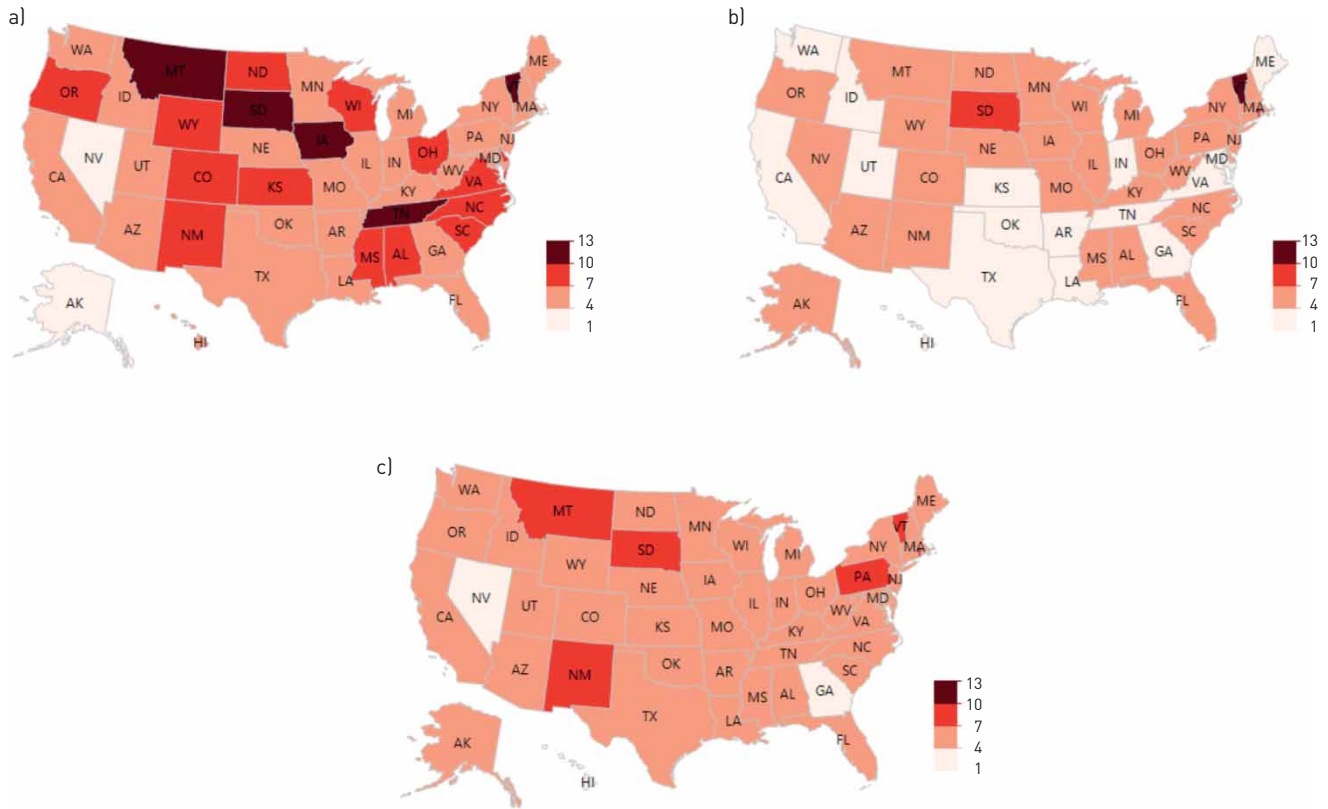 a)
WA
MT
ND
MN
ME
OR
ID
SD
WI
NY
MA
WY
MI
NV
NE
IA
PA
NJ
UT
IL
IN
OH
MD
CA
CO
KS
MO
WV
VA
KY
AZ
NM
OK
AR
TN
NC
SC
TX
LA
MS
AL
GA
FL
AK
HI
13
10
7
4
1
b)
WA
MT
ND
MN
ME
OR
ID
SD
WI
NY
MA
WY
MI
NV
NE
IA
PA
NJ
UT
IL
IN
OH
MD
CA
CO
KS
MO
WV
VA
KY
AZ
NM
OK
AR
TN
NC
SC
TX
LA
MS
AL
GA
FL
AK
HI
13
10
7
4
1
c)
WA
MT
ND
MN
ME
OR
ID
SD
WI
VT
NY
MA
WY
MI
NV
NE
IA
PA
NJ
UT
IL
IN
OH
MD
CA
CO
KS
MO
WV
VA
KY
AZ
NM
OK
AR
TN
NC
SC
TX
LA
MS
AL
GA
FL
AK
HI
13
10
7
4
1